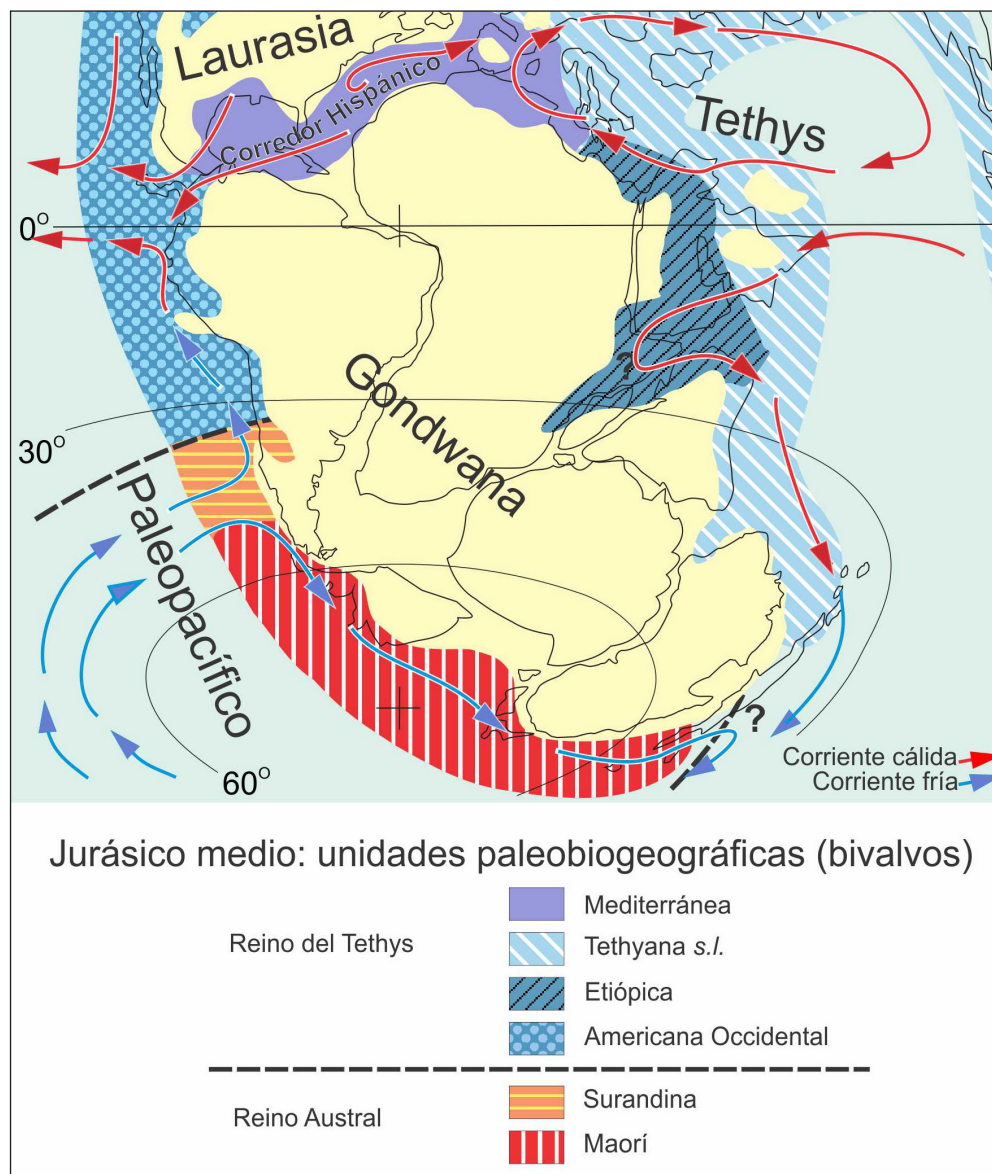 Laurasia
Corredor Hispánico
Tethys
0°
?
Gondwana
30°
Paleopacífico
?
60°
Corriente cálida
Corriente fría
Jurásico medio: unidades paleobiogeográficas (bivalvos)
Reino del Tethys
Mediterránea
Tethyana s.l.
Etiópica
Americana Occidental
Reino Austral
Surandina
Maorí